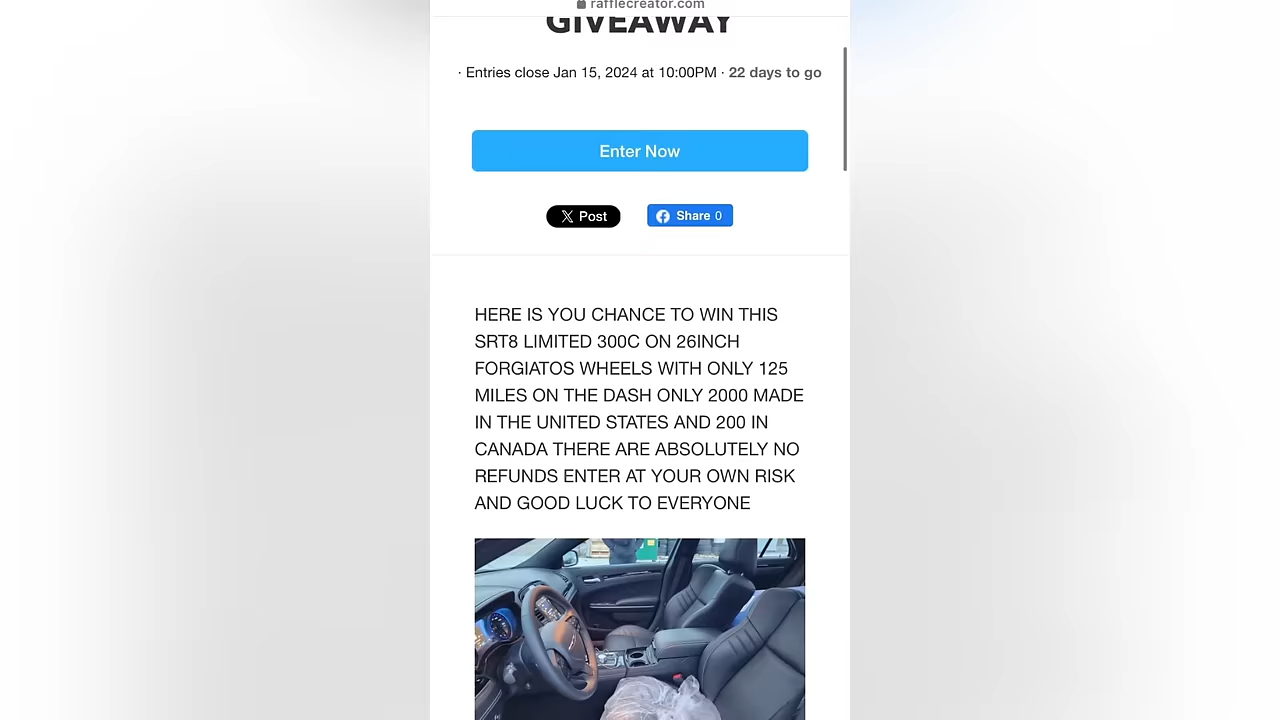 rafflecreator.com
GIVEAWAY
· Entries close Jan 15, 2024 at 10:00PM · 22 days to go
Enter Now
X Post
Share 0
HERE IS YOU CHANCE TO WIN THIS
SRT8 LIMITED 300C ON 26INCH
FORGIATOS WHEELS WITH ONLY 125
MILES ON THE DASH ONLY 2000 MADE
IN THE UNITED STATES AND 200 IN
CANADA THERE ARE ABSOLUTELY NO
REFUNDS ENTER AT YOUR OWN RISK
AND GOOD LUCK TO EVERYONE